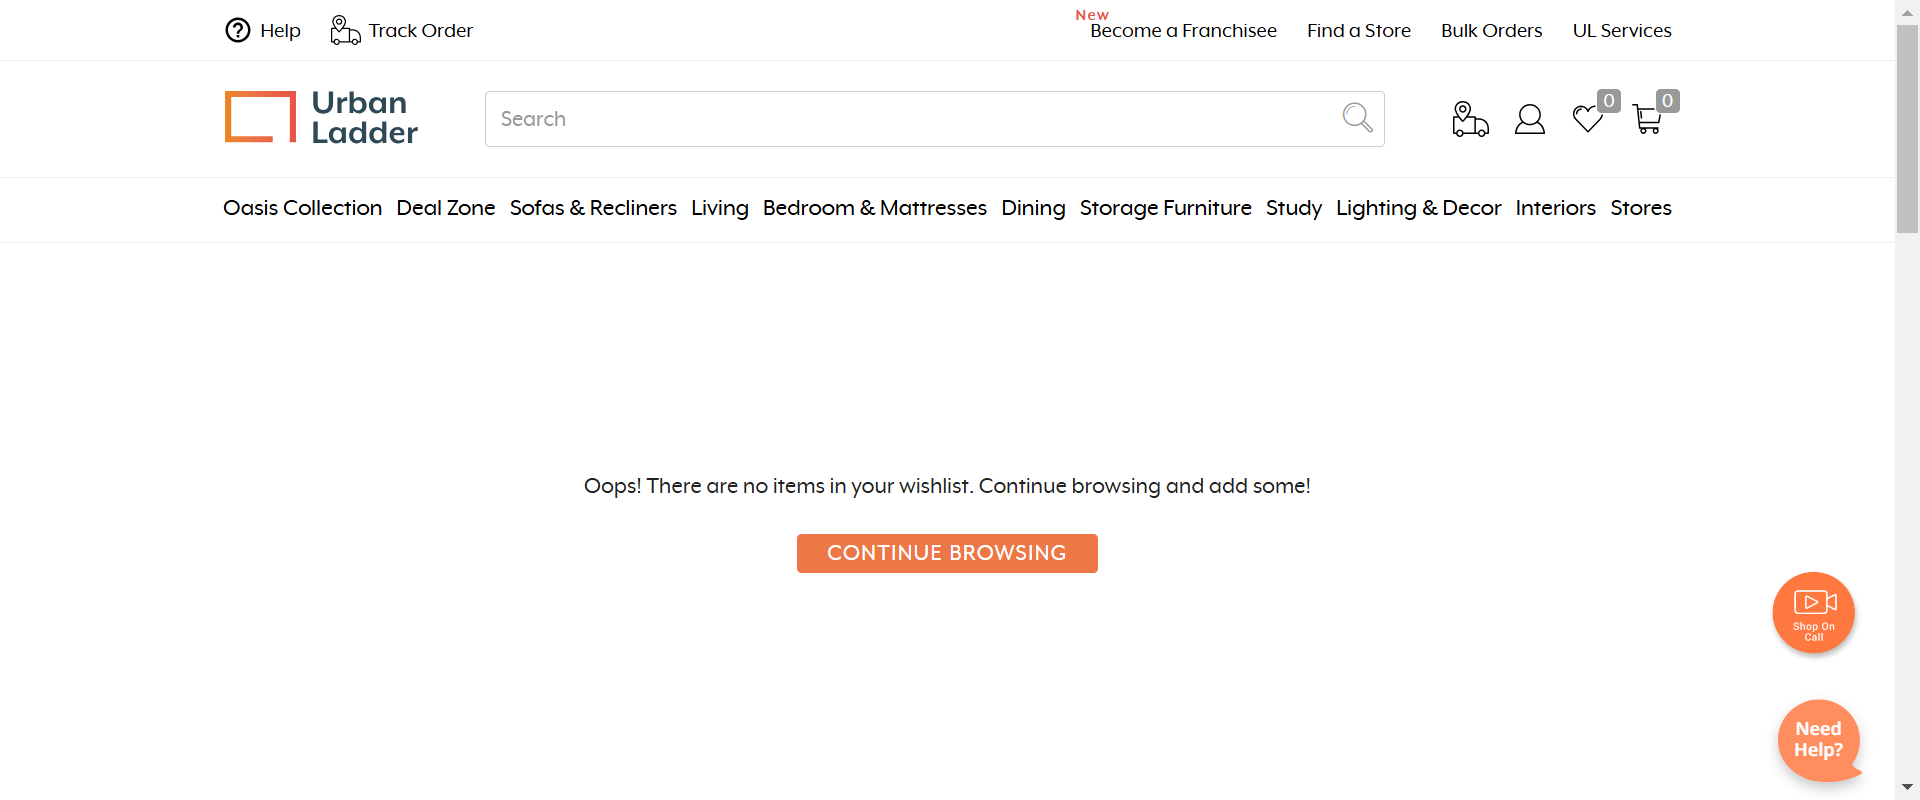 Help
Track Order
New
Become a Franchisee
Find a Store
Bulk Orders
UL Services
Urban
Ladder
Search
0
0
Oasis Collection
Deal Zone
Sofas & Recliners
Living
Bedroom & Mattresses
Dining
Storage Furniture
Study
Lighting & Decor
Interiors
Stores
Oops! There are no items in your wishlist. Continue browsing and add some!
CONTINUE BROWSING
Shop On
Call
Need
Help?